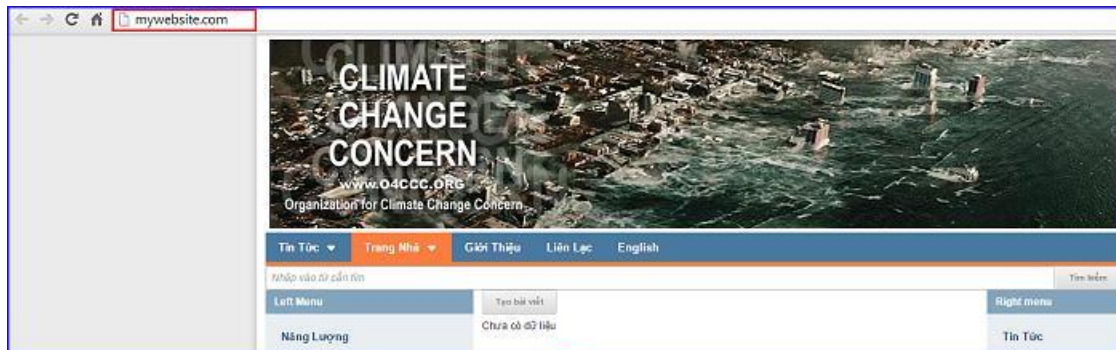 mywebsite.com
CLIMATE
CHANGE
CONCERN
www.O4CCC.ORG
Organization for Climate Change Concern
Tin Tức Trang Nhà Giới Thiệu Liên Lạc English
Nhập vào từ cần tìm Tìm kiếm
Left Menu Tạo bài viết Right menu
Chưa có dữ liệu
Năng Lượng Tin Tức